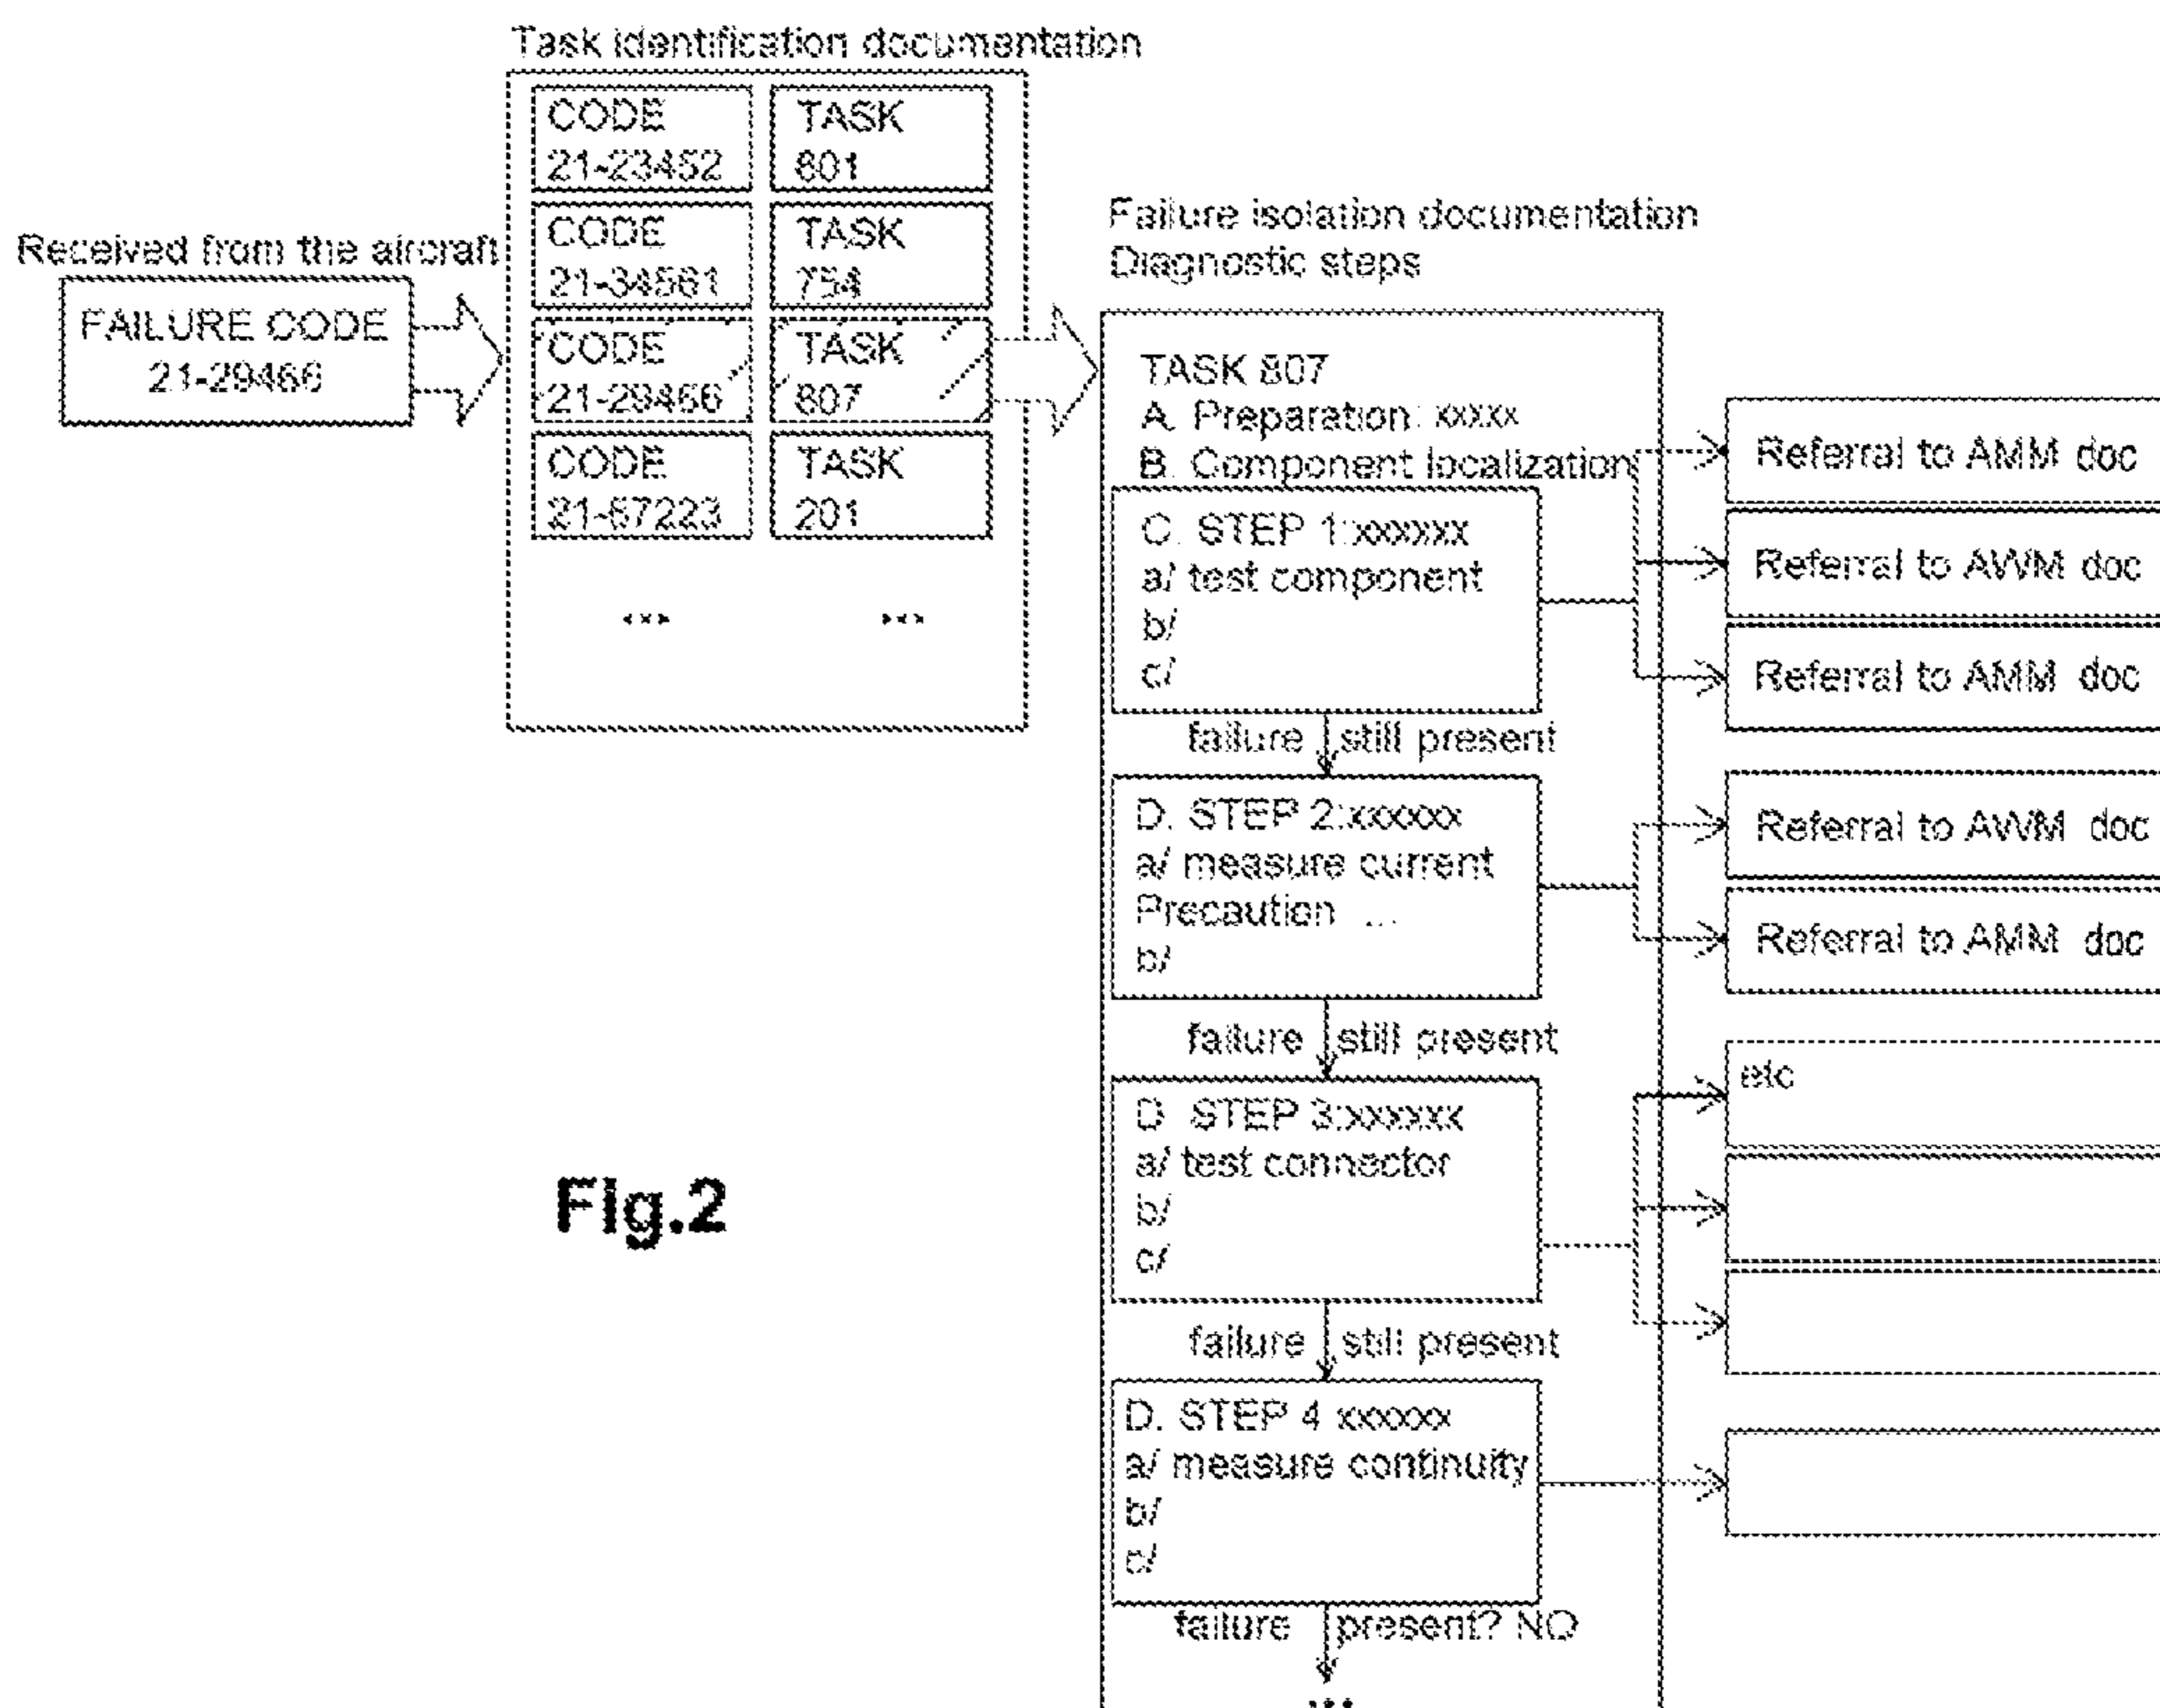 Task identification documentation
CODE
21-23452
TASK
801
CODE
21-34561
TASK
754
CODE
21-29466
TASK
807
CODE
21-67223
TASK
201
...
...
Received from the aircraft
FAILURE CODE
21-29466
Failure isolation documentation
Diagnostic steps
TASK 807
A. Preparation: xxxx
B. Component localization
C. STEP 1:xxxxxx
a/ test component
b/
c/
failure still present
D. STEP 2:xxxxxx
a/ measure current
Precaution ...
b/
failure still present
D STEP 3:xxxxxx
a/ test connector
b/
c/
failure still present
D. STEP 4 xxxxxx
a/ measure continuity
b/
c/
failure present? NO
...
Referral to AMM doc
Referral to AWM doc
Referral to AMM doc
Referral to AWM doc
Referral to AMM doc
etc
Fig.2